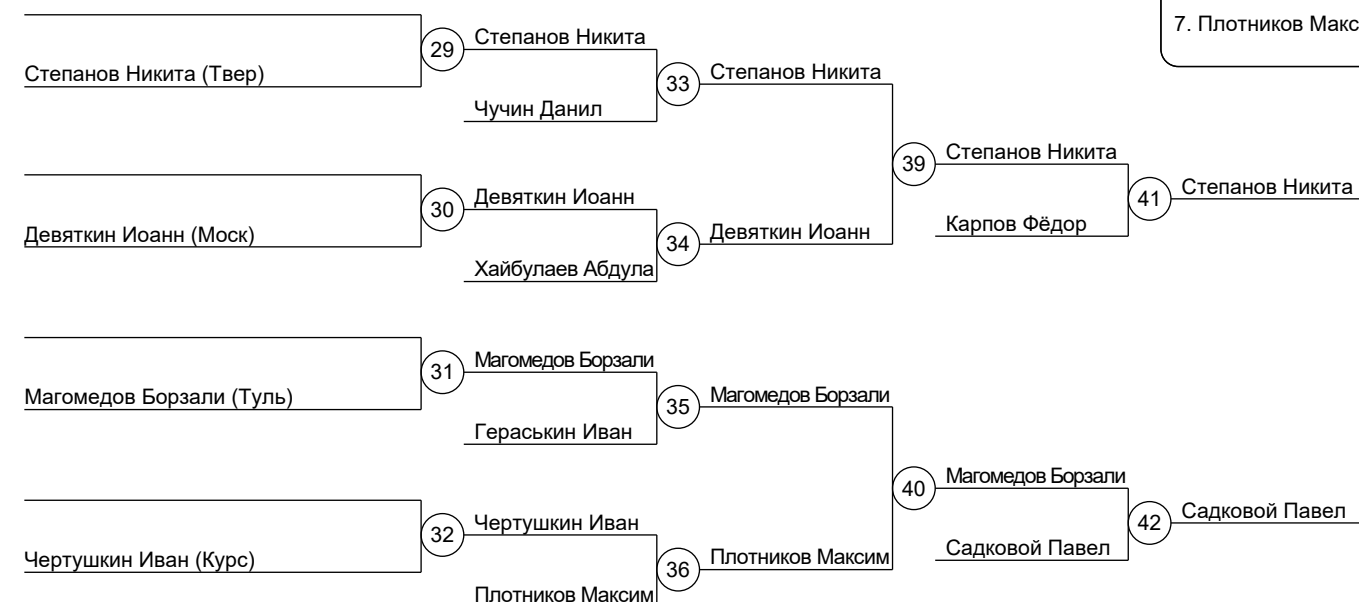 7. Плотников Макс
29
Степанов Никита
Степанов Никита (Твер)
33
Степанов Никита
Чучин Данил
39
Степанов Никита
30
Девяткин Иоанн
41
Степанов Никита
Девяткин Иоанн (Моск)
34
Девяткин Иоанн
Карпов Фёдор
Хайбулаев Абдула
31
Магомедов Борзали
Магомедов Борзали (Туль)
35
Магомедов Борзали
Гераськин Иван
40
Магомедов Борзали
32
Чертушкин Иван
42
Садковой Павел
Чертушкин Иван (Курс)
36
Плотников Максим
Садковой Павел
Плотников Максим